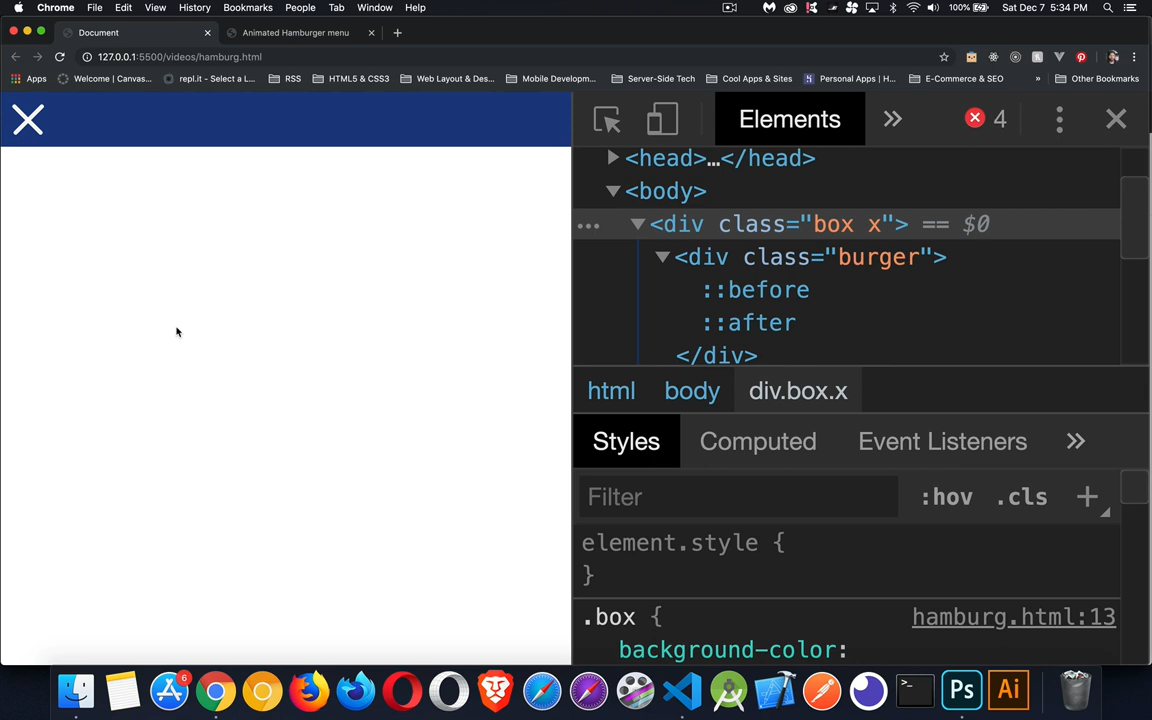 Chrome File Edit View History Bookmarks People Tab Window Help 100% Sat Dec 7 5:34 PM
Document Animated Hamburger menu
127.0.0.1:5500/videos/hamburg.html
Apps Welcome | Canvas... repl.it - Select a L... RSS HTML5 & CSS3 Web Layout & Des... Mobile Developm... Server-Side Tech Cool Apps & Sites Personal Apps | H... E-Commerce & SEO » Other Bookmarks
Elements » 4
<head>…</head>
<body>
... <div class="box x"> == $0
<div class="burger">
::before
::after
</div>
html body div.box.x
Styles Computed Event Listeners »
Filter :hov .cls +
element.style {
}
.box { hamburg.html:13
background-color:
6
>_ Ps Ai